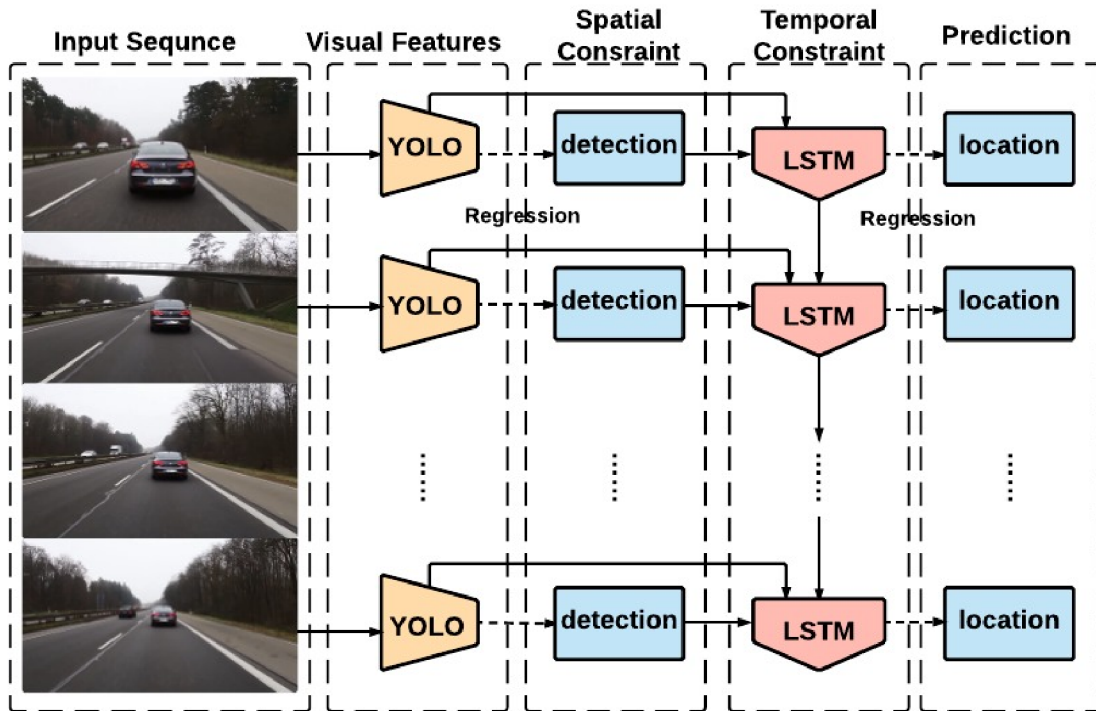 Input Sequnce
Visual Features
Spatial
Consraint
Temporal
Constraint
Prediction
YOLO
detection
LSTM
location
Regression
Regression
YOLO
detection
LSTM
location
YOLO
detection
LSTM
location